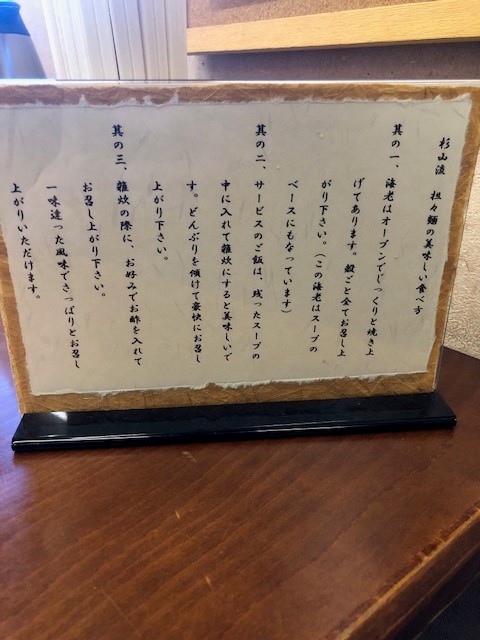 杉山流　担々麺の美味しい食べ方
其の一、海老はオーブンでじっくりと焼き上
げてあります。殻ごと全てお召し上
がり下さい。（この海老はスープの
ベースにもなっています）
其の二、サービスのご飯は、残ったスープの
中に入れて雑炊にすると美味しいで
す。どんぶりを傾けて豪快にお召し
上がり下さい。
其の三、雑炊の際に、お好みでお酢を入れて
お召し上がり下さい。
一味違った風味でさっぱりとお召し
上がりいただけます。